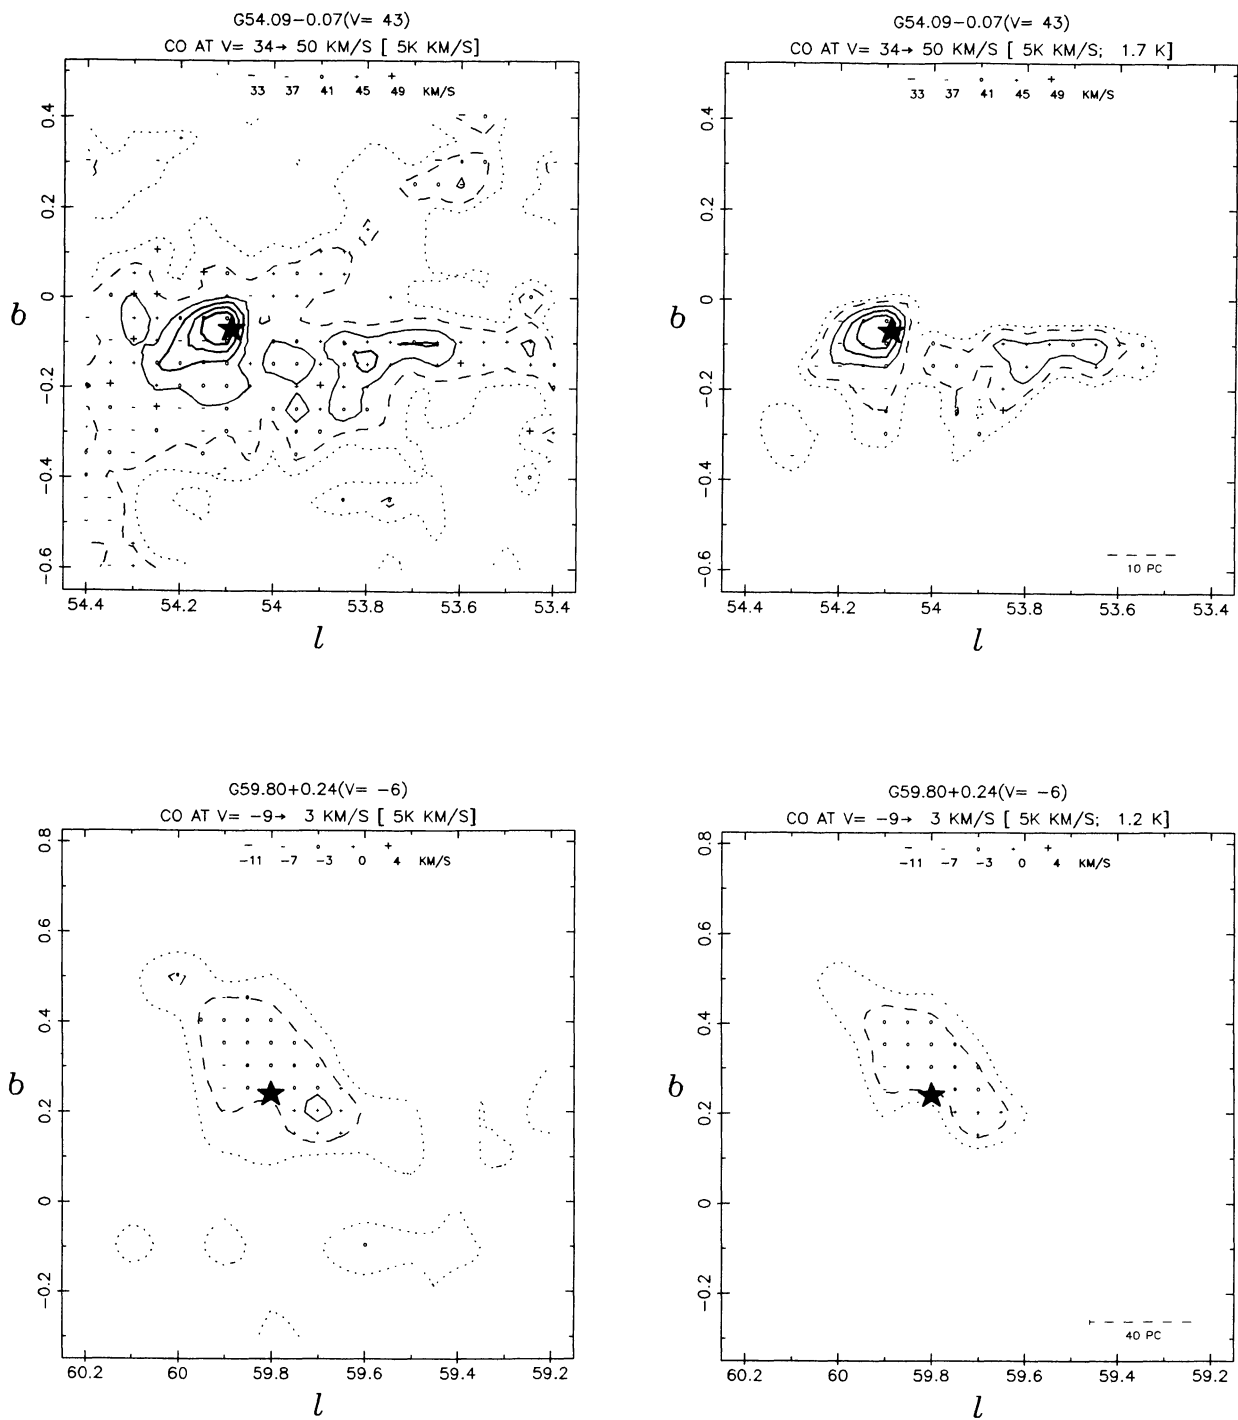 G54.09−0.07(V= 43)
CO AT V= 34→ 50 KM/S [ 5K KM/S]
− - o · +
33 37 41 45 49 KM/S
0.4
0.2
0
−0.2
−0.4
−0.6
b
54.4 54.2 54 53.8 53.6 53.4
l
G54.09−0.07(V= 43)
CO AT V= 34→ 50 KM/S [ 5K KM/S; 1.7 K]
− - o · +
33 37 41 45 49 KM/S
0.4
0.2
0
−0.2
−0.4
−0.6
b
10 PC
54.4 54.2 54 53.8 53.6 53.4
l
G59.80+0.24(V= −6)
CO AT V= −9→ 3 KM/S [ 5K KM/S]
− - o · +
−11 −7 −3 0 4 KM/S
0.8
0.6
0.4
0.2
0
−0.2
b
60.2 60 59.8 59.6 59.4 59.2
l
G59.80+0.24(V= −6)
CO AT V= −9→ 3 KM/S [ 5K KM/S; 1.2 K]
− - o · +
−11 −7 −3 0 4 KM/S
0.8
0.6
0.4
0.2
0
−0.2
b
40 PC
60.2 60 59.8 59.6 59.4 59.2
l